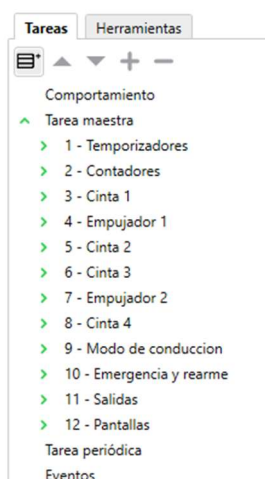 Tareas Herramientas
Comportamiento
Tarea maestra
1 - Temporizadores
2 - Contadores
3 - Cinta 1
4 - Empujador 1
5 - Cinta 2
6 - Cinta 3
7 - Empujador 2
8 - Cinta 4
9 - Modo de conduccion
10 - Emergencia y rearme
11 - Salidas
12 - Pantallas
Tarea periódica
Eventos